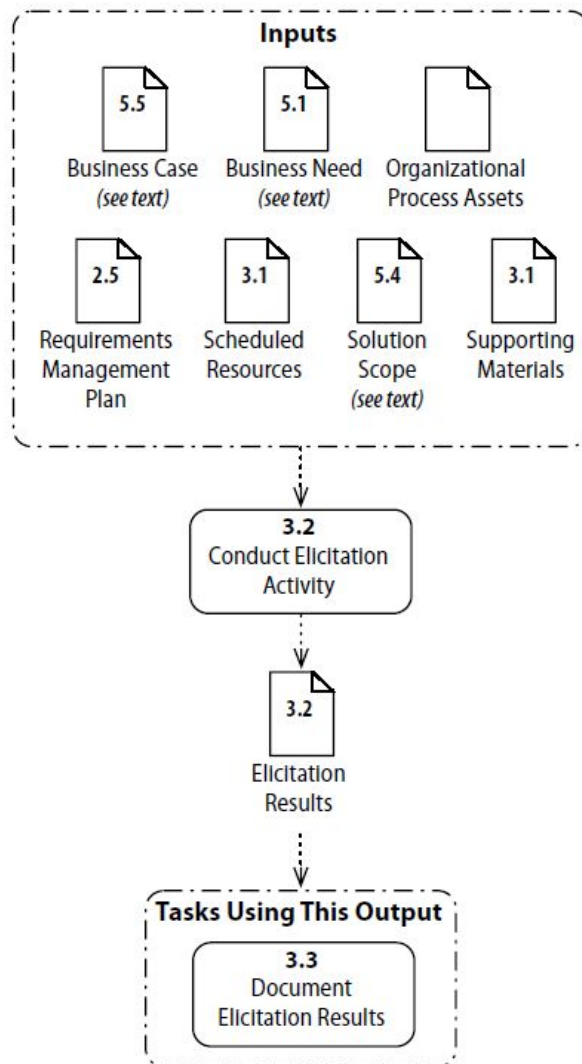 Inputs
5.5
5.1
Business Case
(see text)
Business Need
(see text)
Organizational
Process Assets
2.5
3.1
5.4
3.1
Requirements
Management
Plan
Scheduled
Resources
Solution
Scope
(see text)
Supporting
Materials
3.2
Conduct Elicitation
Activity
3.2
Elicitation
Results
Tasks Using This Output
3.3
Document
Elicitation Results